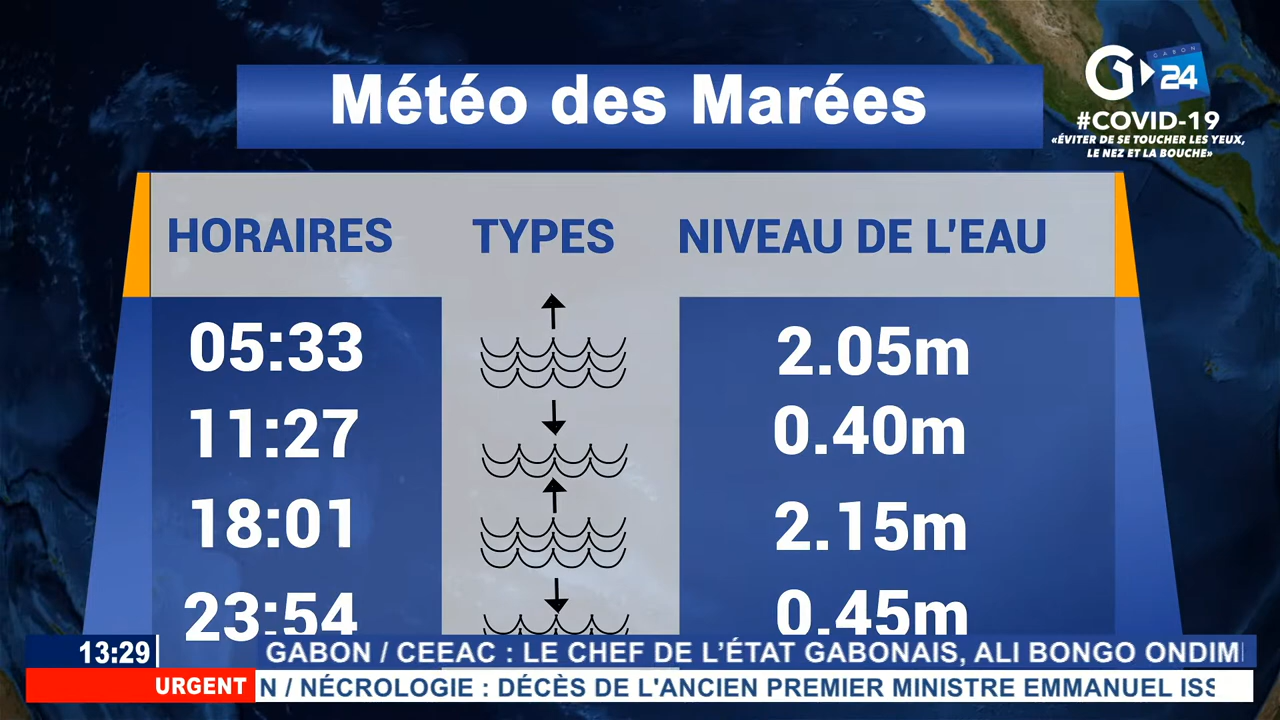 Météo des Marées
GABON
24
#COVID-19
«ÉVITER DE SE TOUCHER LES YEUX,
LE NEZ ET LA BOUCHE»
HORAIRES TYPES NIVEAU DE L'EAU
05:33 2.05m
11:27 0.40m
18:01 2.15m
23:54 0.45m
13:29 GABON / CEEAC : LE CHEF DE L'ÉTAT GABONAIS, ALI BONGO ONDIM
URGENT N / NÉCROLOGIE : DÉCÈS DE L'ANCIEN PREMIER MNISTRE EMMANUEL ISS